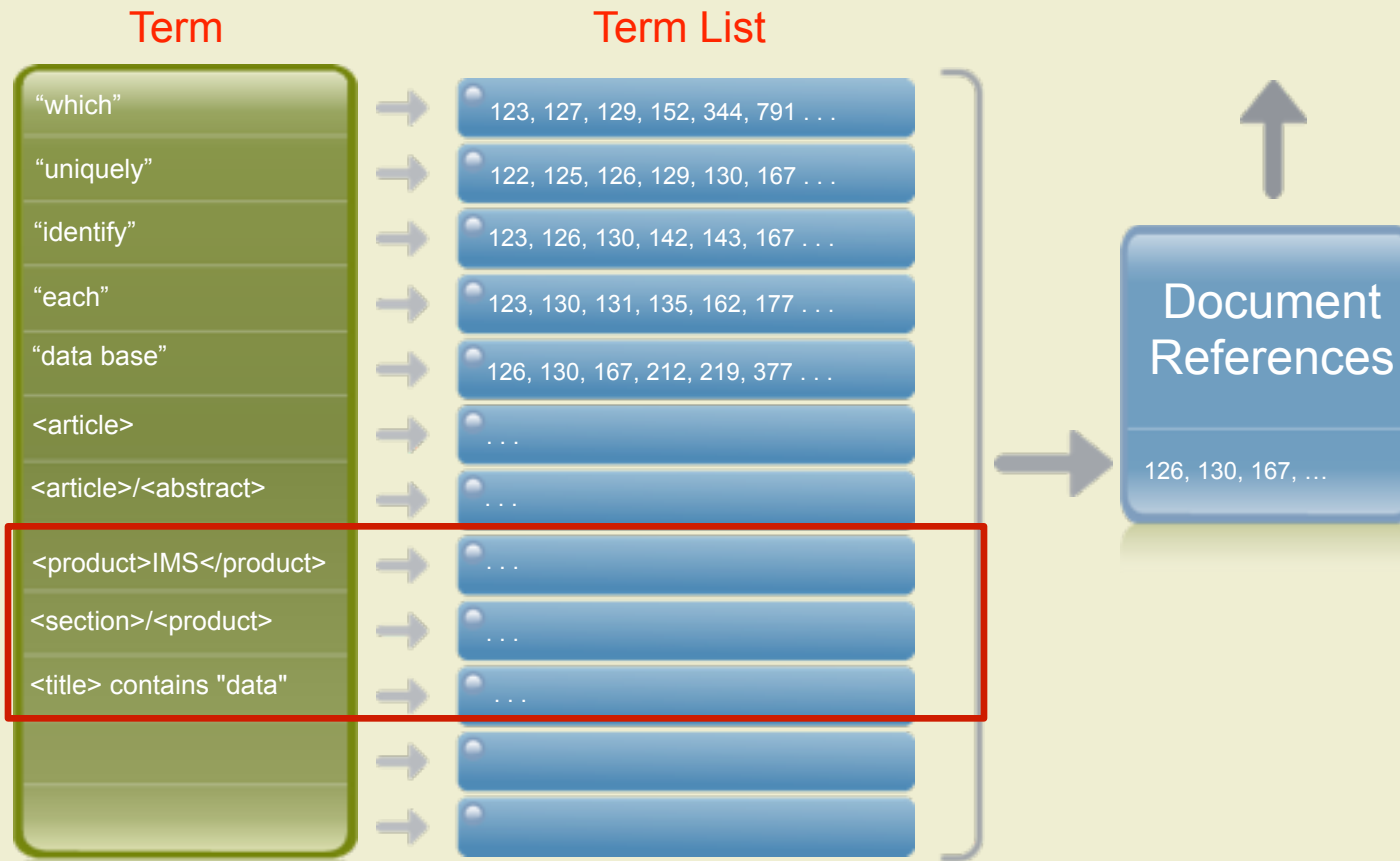 Term
Term List
“which”
123, 127, 129, 152, 344, 791 . . .
“uniquely”
122, 125, 126, 129, 130, 167 . . .
“identify”
123, 126, 130, 142, 143, 167 . . .
“each”
123, 130, 131, 135, 162, 177 . . .
“data base”
126, 130, 167, 212, 219, 377 . . .
<article>
. . .
<article>/<abstract>
. . .
<product>IMS</product>
. . .
<section>/<product>
. . .
<title> contains "data"
. . .
Document
References
126, 130, 167, …